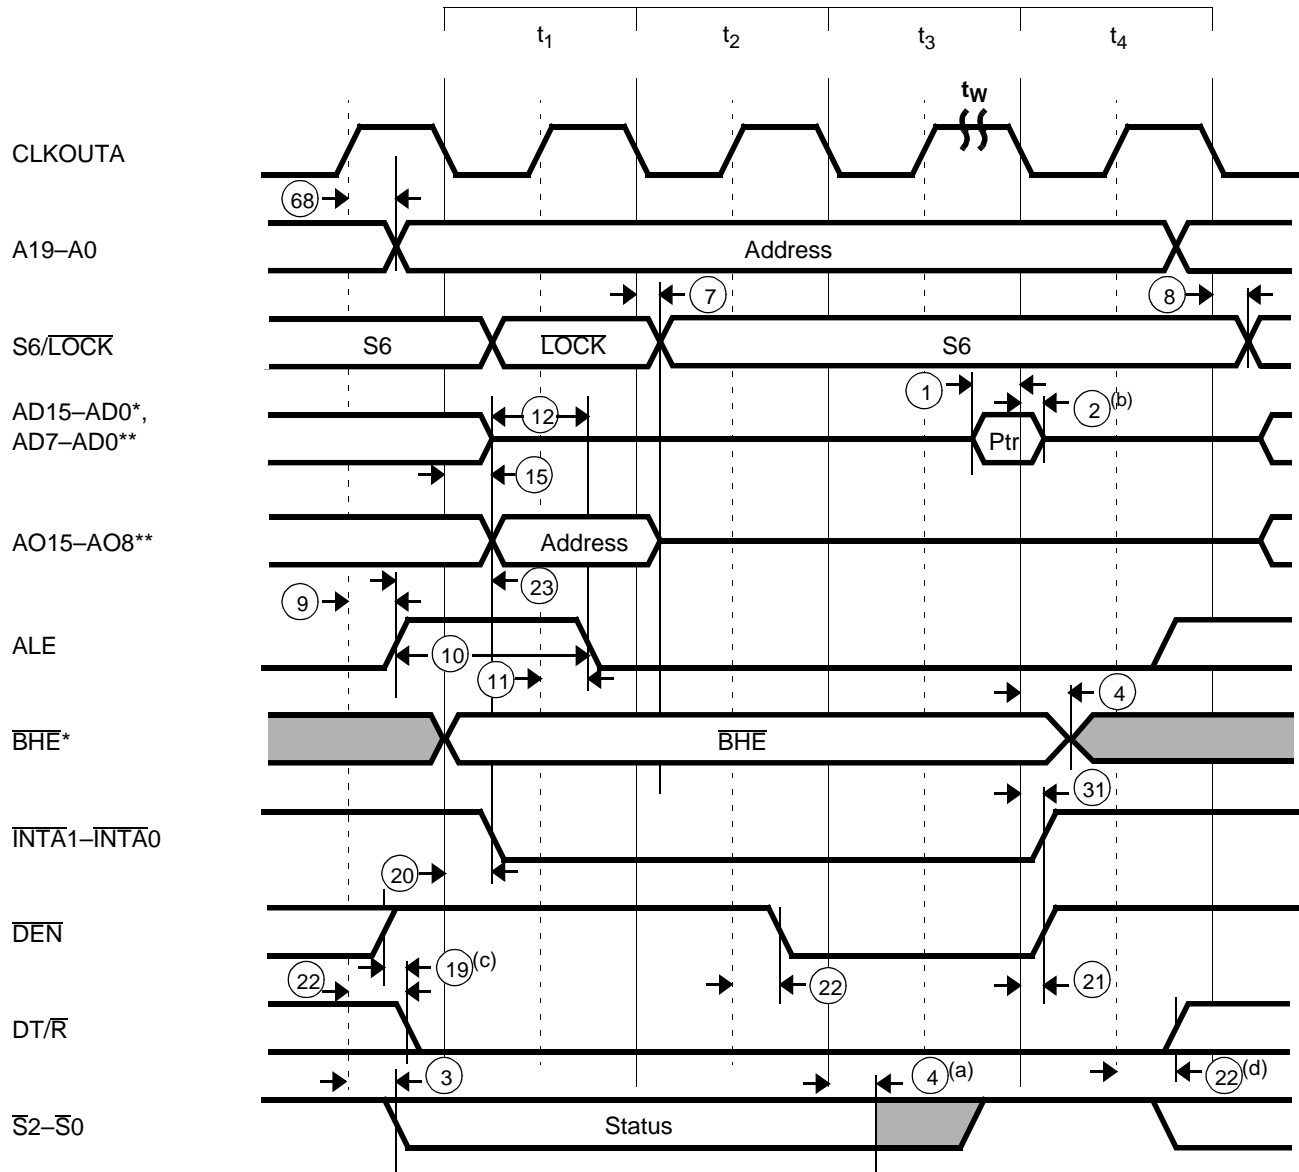 t1 t2 t3 t4
tW
CLKOUTA
68
A19–A0 Address
7 8
S6/LOCK S6 LOCK S6
1 2(b)
AD15–AD0*,
AD7–AD0** 12 Ptr
15
AO15–AO8** Address
9 23
ALE 10
11 4
BHE* BHE
31
INTA1–INTA0
20
DEN
22 19(c) 22 21
DT/R
3 4(a) 22(d)
S2–S0 Status